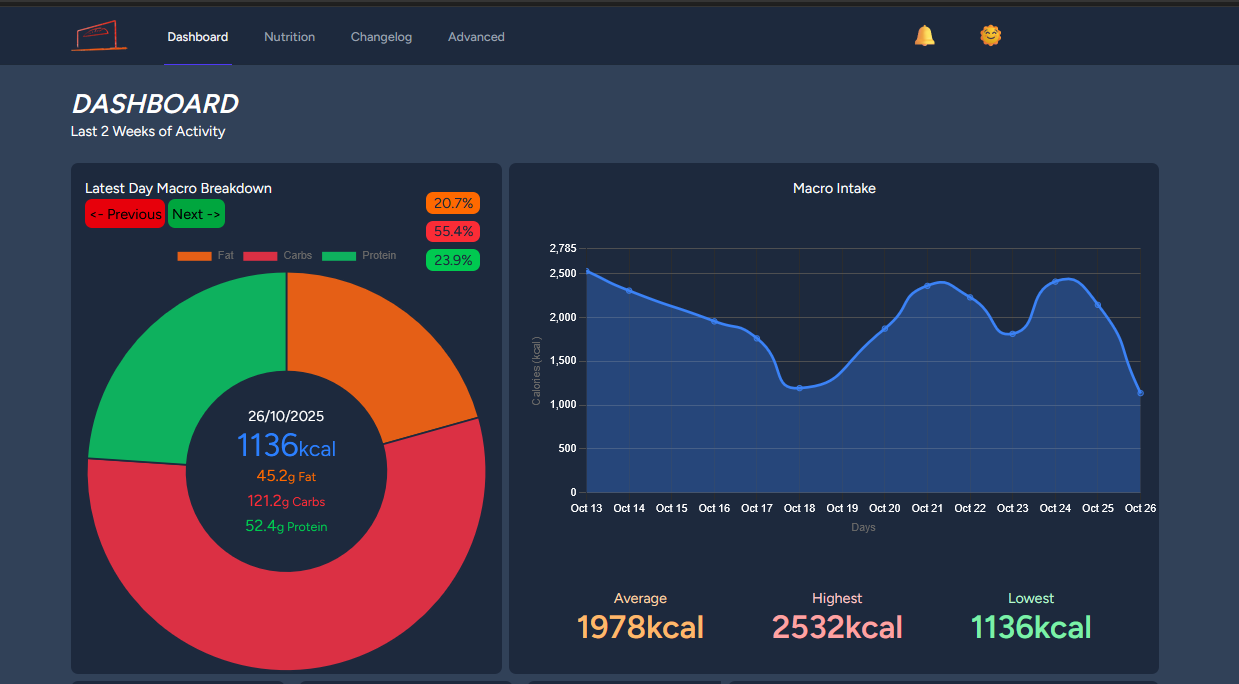 Dashboard Nutrition Changelog Advanced
DASHBOARD
Last 2 Weeks of Activity
Latest Day Macro Breakdown
<- Previous Next ->
20.7%
55.4%
23.9%
Fat Carbs Protein
26/10/2025
1136kcal
45.2g Fat
121.2g Carbs
52.4g Protein
Macro Intake
2,785
2,500
2,000
1,500
1,000
500
0
Calories (kcal)
Oct 13 Oct 14 Oct 15 Oct 16 Oct 17 Oct 18 Oct 19 Oct 20 Oct 21 Oct 22 Oct 23 Oct 24 Oct 25 Oct 26
Days
Average Highest Lowest
1978kcal 2532kcal 1136kcal